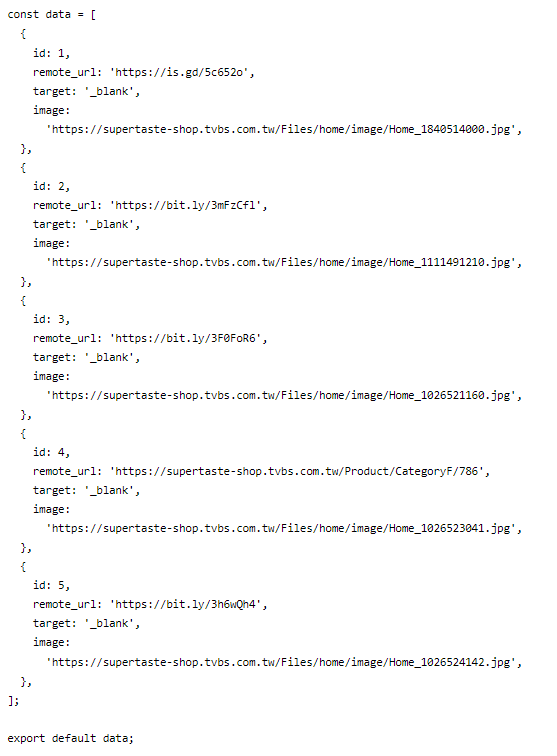 const data = [
  {
    id: 1,
    remote_url: 'https://is.gd/5c652o',
    target: '_blank',
    image:
      'https://supertaste-shop.tvbs.com.tw/Files/home/image/Home_1840514000.jpg',
  },
  {
    id: 2,
    remote_url: 'https://bit.ly/3mFzCfl',
    target: '_blank',
    image:
      'https://supertaste-shop.tvbs.com.tw/Files/home/image/Home_1111491210.jpg',
  },
  {
    id: 3,
    remote_url: 'https://bit.ly/3F0FoR6',
    target: '_blank',
    image:
      'https://supertaste-shop.tvbs.com.tw/Files/home/image/Home_1026521160.jpg',
  },
  {
    id: 4,
    remote_url: 'https://supertaste-shop.tvbs.com.tw/Product/CategoryF/786',
    target: '_blank',
    image:
      'https://supertaste-shop.tvbs.com.tw/Files/home/image/Home_1026523041.jpg',
  },
  {
    id: 5,
    remote_url: 'https://bit.ly/3h6wQh4',
    target: '_blank',
    image:
      'https://supertaste-shop.tvbs.com.tw/Files/home/image/Home_1026524142.jpg',
  },
];

export default data;